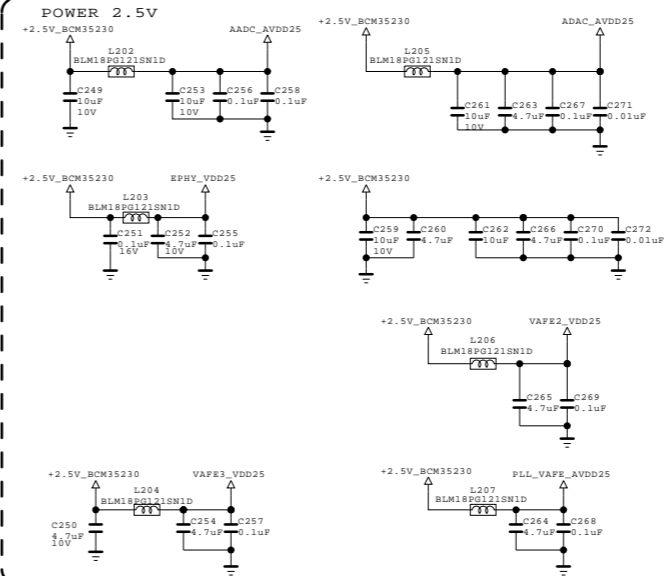 POWER 2.5V
+2.5V_BCM35230
AADC_AVDD25
L202
BLM18PG121SN1D
C249
10uF
10V
C253
10uF
10V
C256
0.1uF
C258
0.1uF
+2.5V_BCM35230
ADAC_AVDD25
L205
BLM18PG121SN1D
C261
10uF
10V
C263
4.7uF
C267
0.1uF
C271
0.01uF
+2.5V_BCM35230
EPHY_VDD25
L203
BLM18PG121SN1D
C251
0.1uF
16V
C252
4.7uF
10V
C255
0.1uF
+2.5V_BCM35230
C259
10uF
10V
C260
4.7uF
C262
10uF
C266
4.7uF
C270
0.1uF
C272
0.01uF
+2.5V_BCM35230
VAFE2_VDD25
L206
BLM18PG121SN1D
C265
4.7uF
C269
0.1uF
+2.5V_BCM35230
VAFE3_VDD25
L204
BLM18PG121SN1D
C250
4.7uF
10V
C254
4.7uF
C257
0.1uF
+2.5V_BCM35230
PLL_VAFE_AVDD25
L207
BLM18PG121SN1D
C264
4.7uF
C268
0.1uF